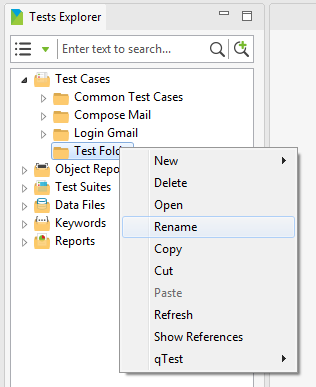 Tests Explorer
Enter text to search...
Test Cases
Common Test Cases
Compose Mail
Login Gmail
Test Fold
Object Repo
Test Suites
Data Files
Keywords
Reports
New
Delete
Open
Rename
Copy
Cut
Paste
Refresh
Show References
qTest